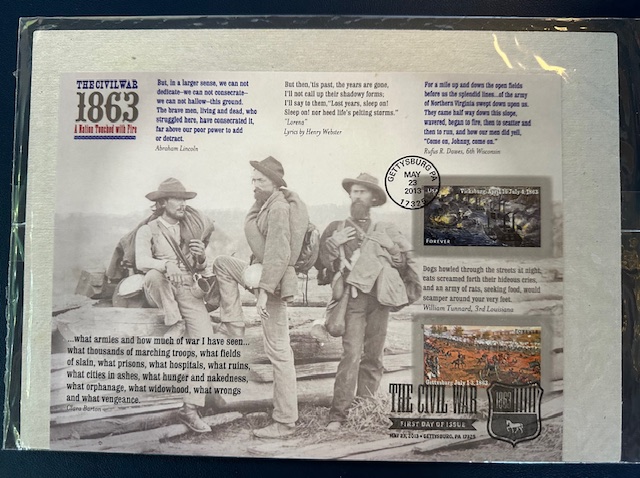 THE CIVIL WAR
1863
A Nation Touched with Fire
But, in a larger sense, we can not
dedicate—we can not consecrate—
we can not hallow—this ground.
The brave men, living and dead, who
struggled here, have consecrated it,
far above our poor power to add
or detract.
Abraham Lincoln
But then, 'tis past, the years are gone,
I'll not call up their shadowy forms;
I'll say to them, "Lost years, sleep on!
Sleep on! nor heed life's pelting storms."
"Lorena"
Lyrics by Henry Webster
For a mile up and down the open fields
before us the splendid lines...of the army
of Northern Virginia swept down upon us.
They came half way down this slope,
wavered, began to fire, then to scatter and
then to run, and how our men did yell,
"Come on, Johnny, come on."
Rufus R. Dawes, 6th Wisconsin
GETTYSBURG PA
MAY
23
2013
17325
USA
Vicksburg, April 10-July 4, 1863
FOREVER
Dogs howled through the streets at night,
cats screamed forth their hideous cries,
and an army of rats, seeking food, would
scamper around your very feet.
William Tunnard, 3rd Louisiana
FOREVER
Gettysburg July 1-3, 1863
...what armies and how much of war I have seen...
what thousands of marching troops, what fields
of slain, what prisons, what hospitals, what ruins,
what cities in ashes, what hunger and nakedness,
what orphanage, what widowhood, what wrongs
and what vengeance.
Clara Barton
THE CIVIL WAR
1863
FIRST DAY OF ISSUE
MAY 23, 2013 • GETTYSBURG, PA 17325